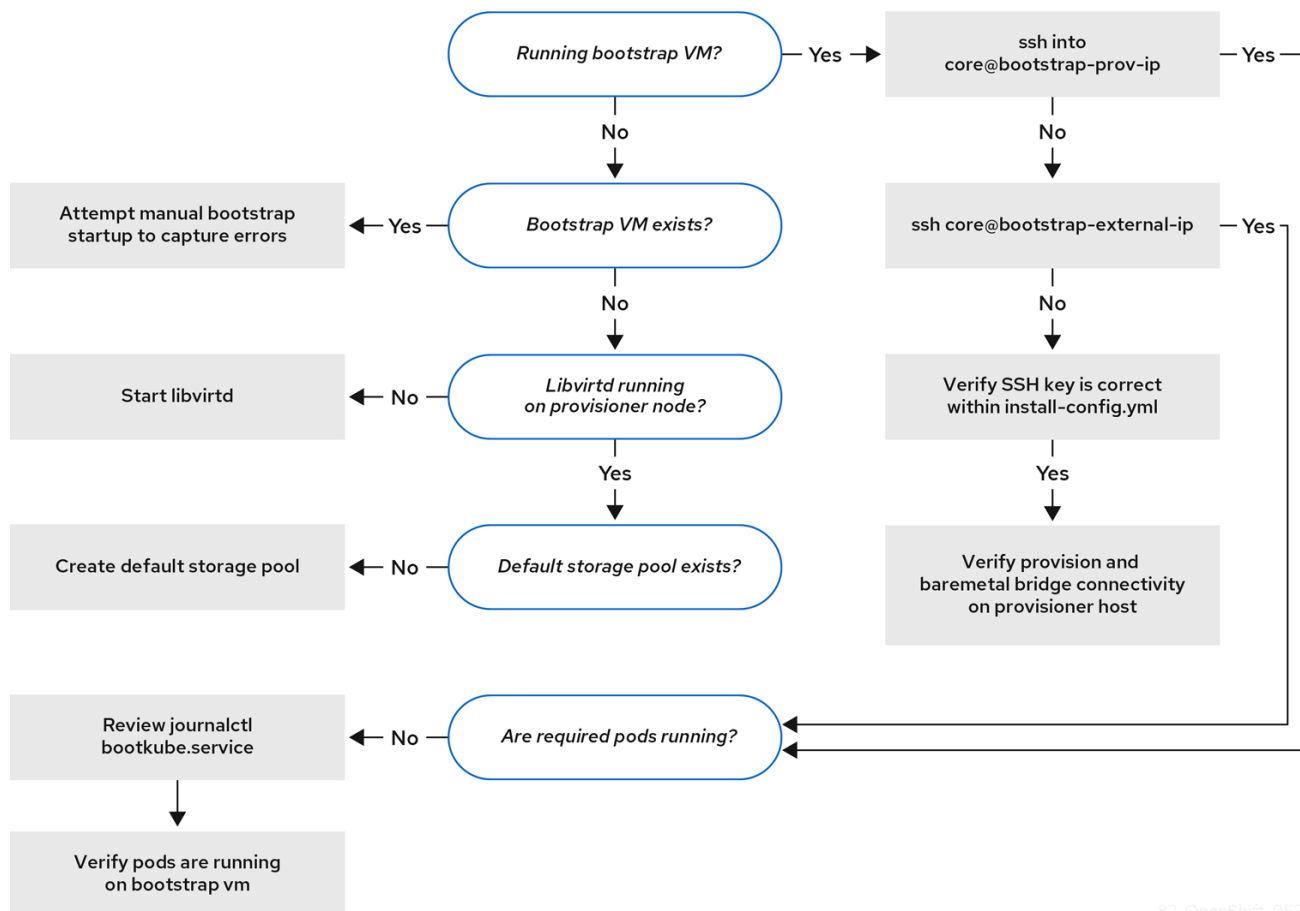 Running bootstrap VM?
Yes
ssh into
core@bootstrap-prov-ip
Yes
No
No
Attempt manual bootstrap
startup to capture errors
Yes
Bootstrap VM exists?
ssh core@bootstrap-external-ip
Yes
No
No
Start libvirtd
No
Libvirtd running
on provisioner node?
Verify SSH key is correct
within install-config.yml
Yes
Yes
Create default storage pool
No
Default storage pool exists?
Verify provision and
baremetal bridge connectivity
on provisioner host
Review journalctl
bootkube.service
No
Are required pods running?
Verify pods are running
on bootstrap vm